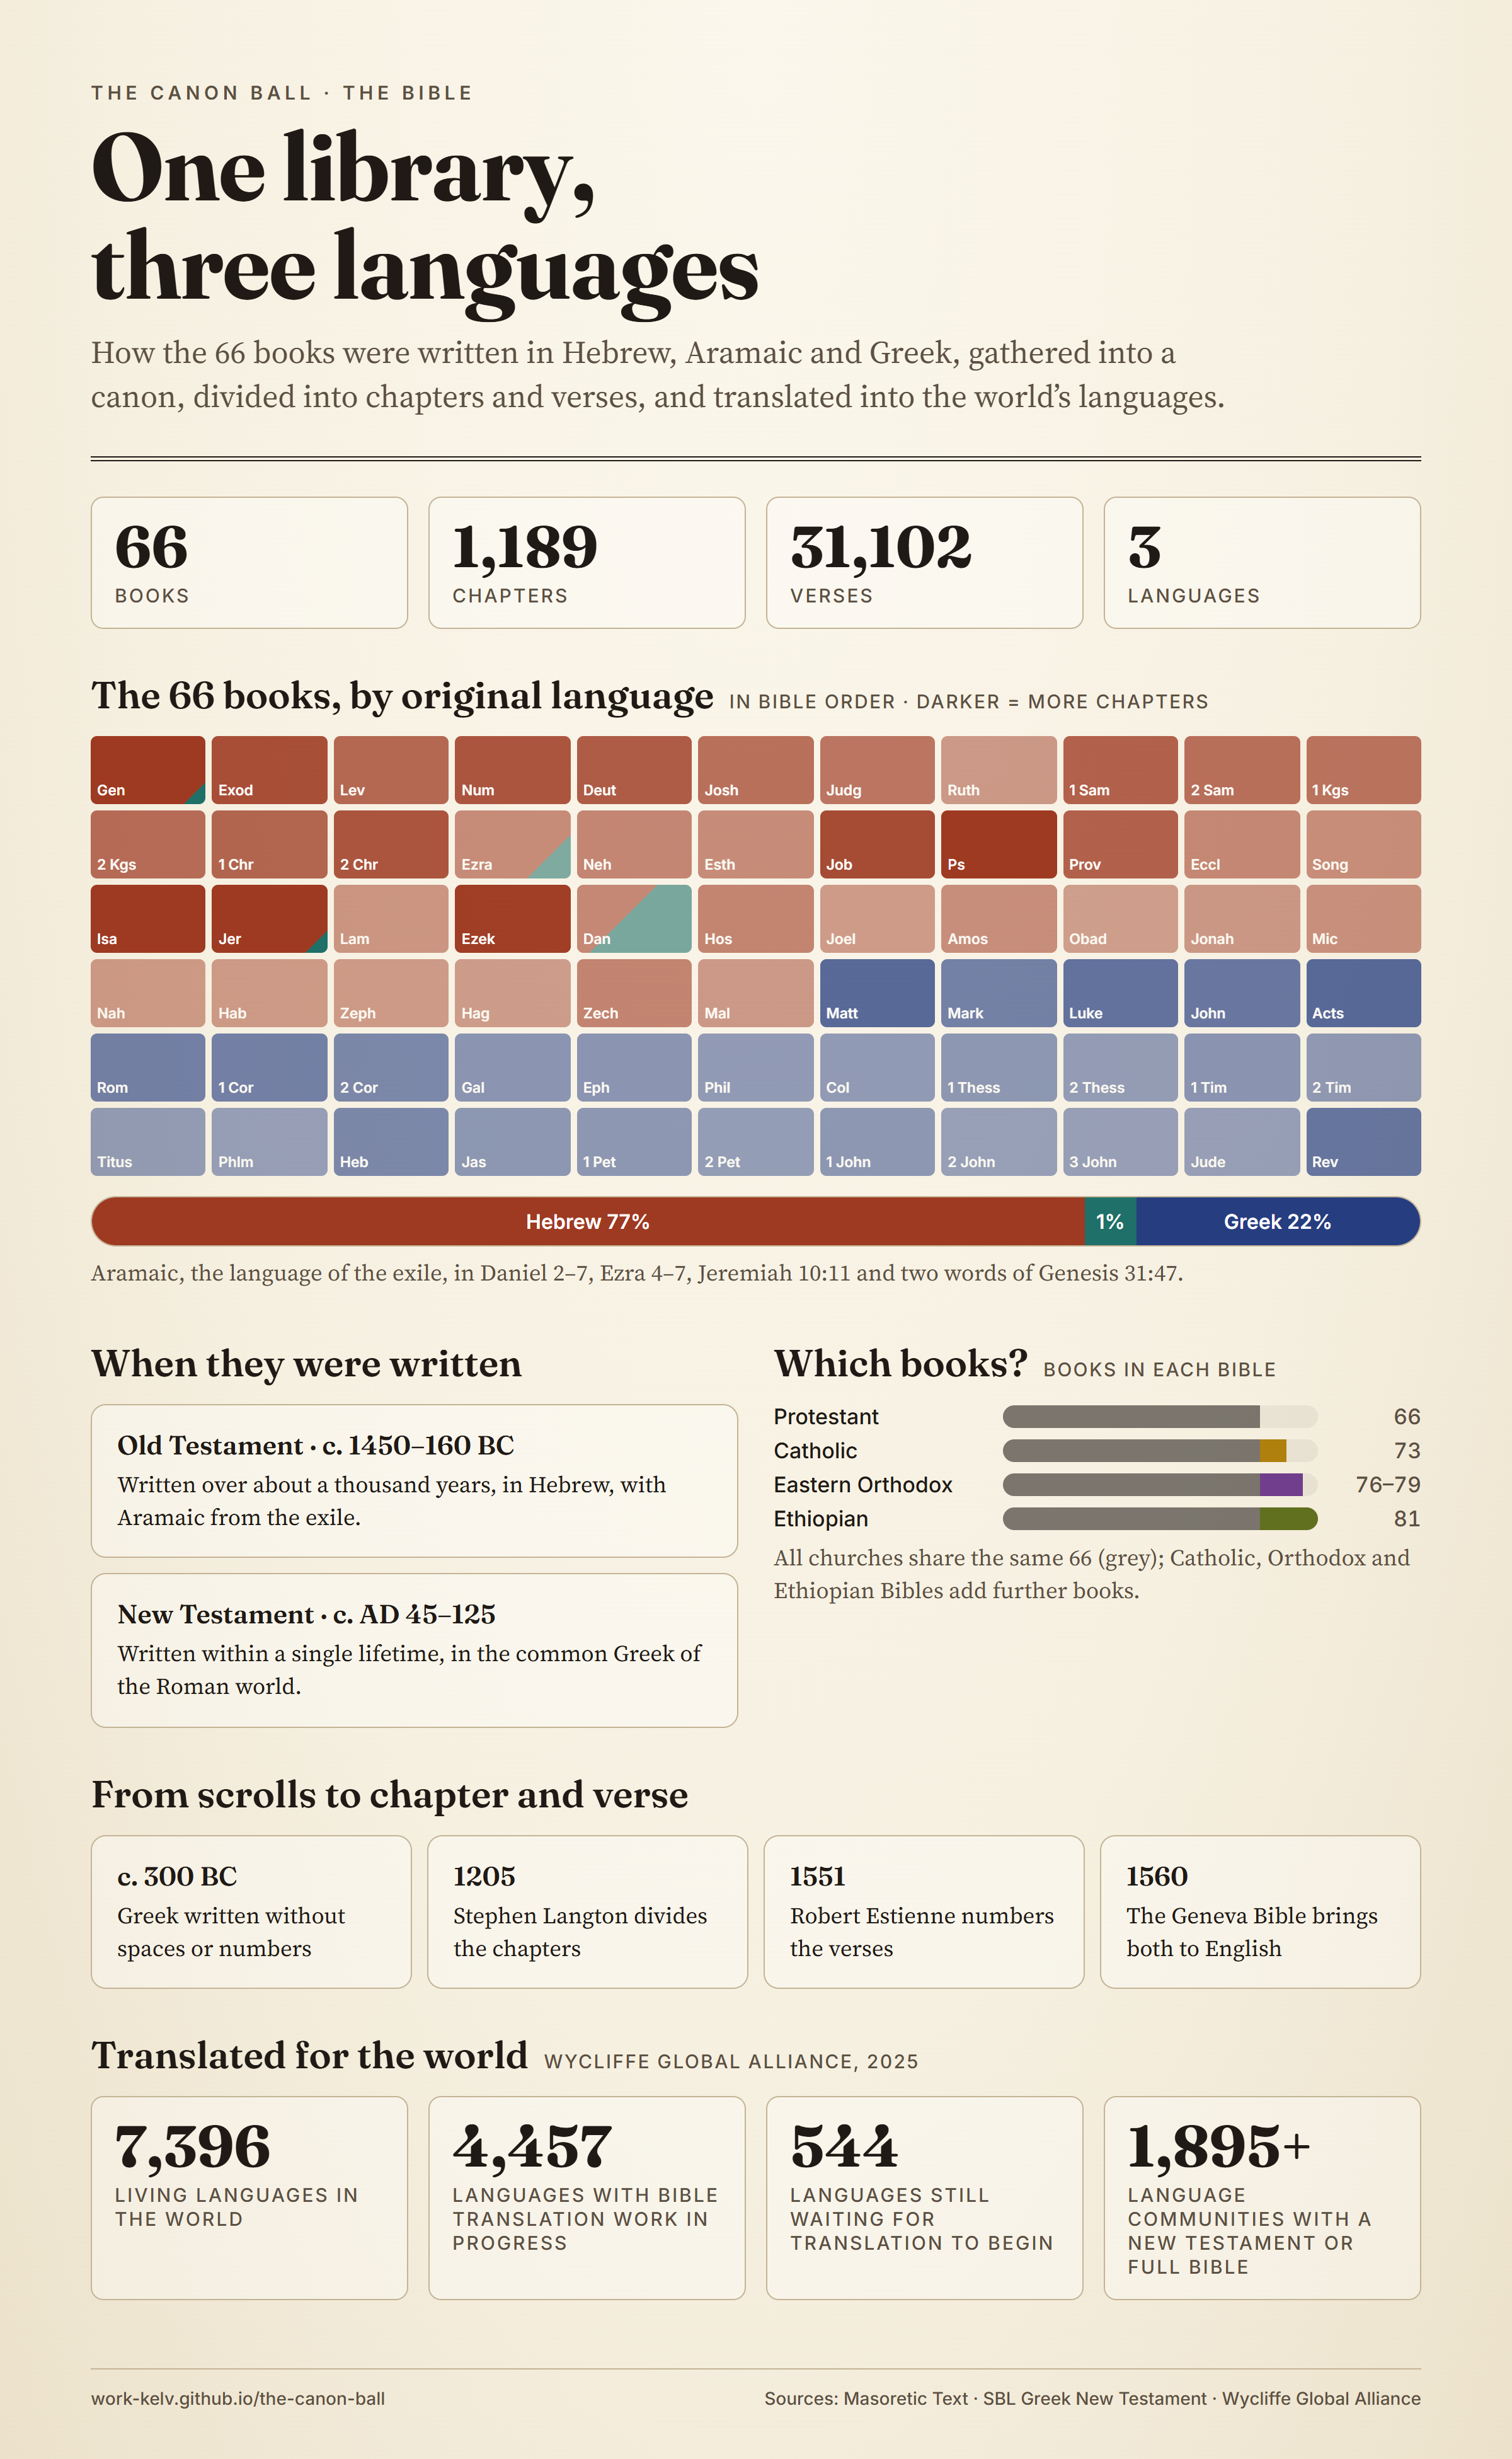 THE CANON BALL · THE BIBLE
One library,
three languages
How the 66 books were written in Hebrew, Aramaic and Greek, gathered into a
canon, divided into chapters and verses, and translated into the world’s languages.
66
BOOKS
1,189
CHAPTERS
31,102
VERSES
3
LANGUAGES
The 66 books, by original language IN BIBLE ORDER · DARKER = MORE CHAPTERS
Gen Exod Lev Num Deut Josh Judg Ruth 1 Sam 2 Sam 1 Kgs
2 Kgs 1 Chr 2 Chr Ezra Neh Esth Job Ps Prov Eccl Song
Isa Jer Lam Ezek Dan Hos Joel Amos Obad Jonah Mic
Nah Hab Zeph Hag Zech Mal Matt Mark Luke John Acts
Rom 1 Cor 2 Cor Gal Eph Phil Col 1 Thess 2 Thess 1 Tim 2 Tim
Titus Phlm Heb Jas 1 Pet 2 Pet 1 John 2 John 3 John Jude Rev
Hebrew 77% 1% Greek 22%
Aramaic, the language of the exile, in Daniel 2–7, Ezra 4–7, Jeremiah 10:11 and two words of Genesis 31:47.
When they were written
Old Testament · c. 1450–160 BC
Written over about a thousand years, in Hebrew, with
Aramaic from the exile.
New Testament · c. AD 45–125
Written within a single lifetime, in the common Greek of
the Roman world.
Which books? BOOKS IN EACH BIBLE
Protestant 66
Catholic 73
Eastern Orthodox 76–79
Ethiopian 81
All churches share the same 66 (grey); Catholic, Orthodox and
Ethiopian Bibles add further books.
From scrolls to chapter and verse
c. 300 BC
Greek written without
spaces or numbers
1205
Stephen Langton divides
the chapters
1551
Robert Estienne numbers
the verses
1560
The Geneva Bible brings
both to English
Translated for the world WYCLIFFE GLOBAL ALLIANCE, 2025
7,396
LIVING LANGUAGES IN
THE WORLD
4,457
LANGUAGES WITH BIBLE
TRANSLATION WORK IN
PROGRESS
544
LANGUAGES STILL
WAITING FOR
TRANSLATION TO BEGIN
1,895+
LANGUAGE
COMMUNITIES WITH A
NEW TESTAMENT OR
FULL BIBLE
work-kelv.github.io/the-canon-ball
Sources: Masoretic Text · SBL Greek New Testament · Wycliffe Global Alliance